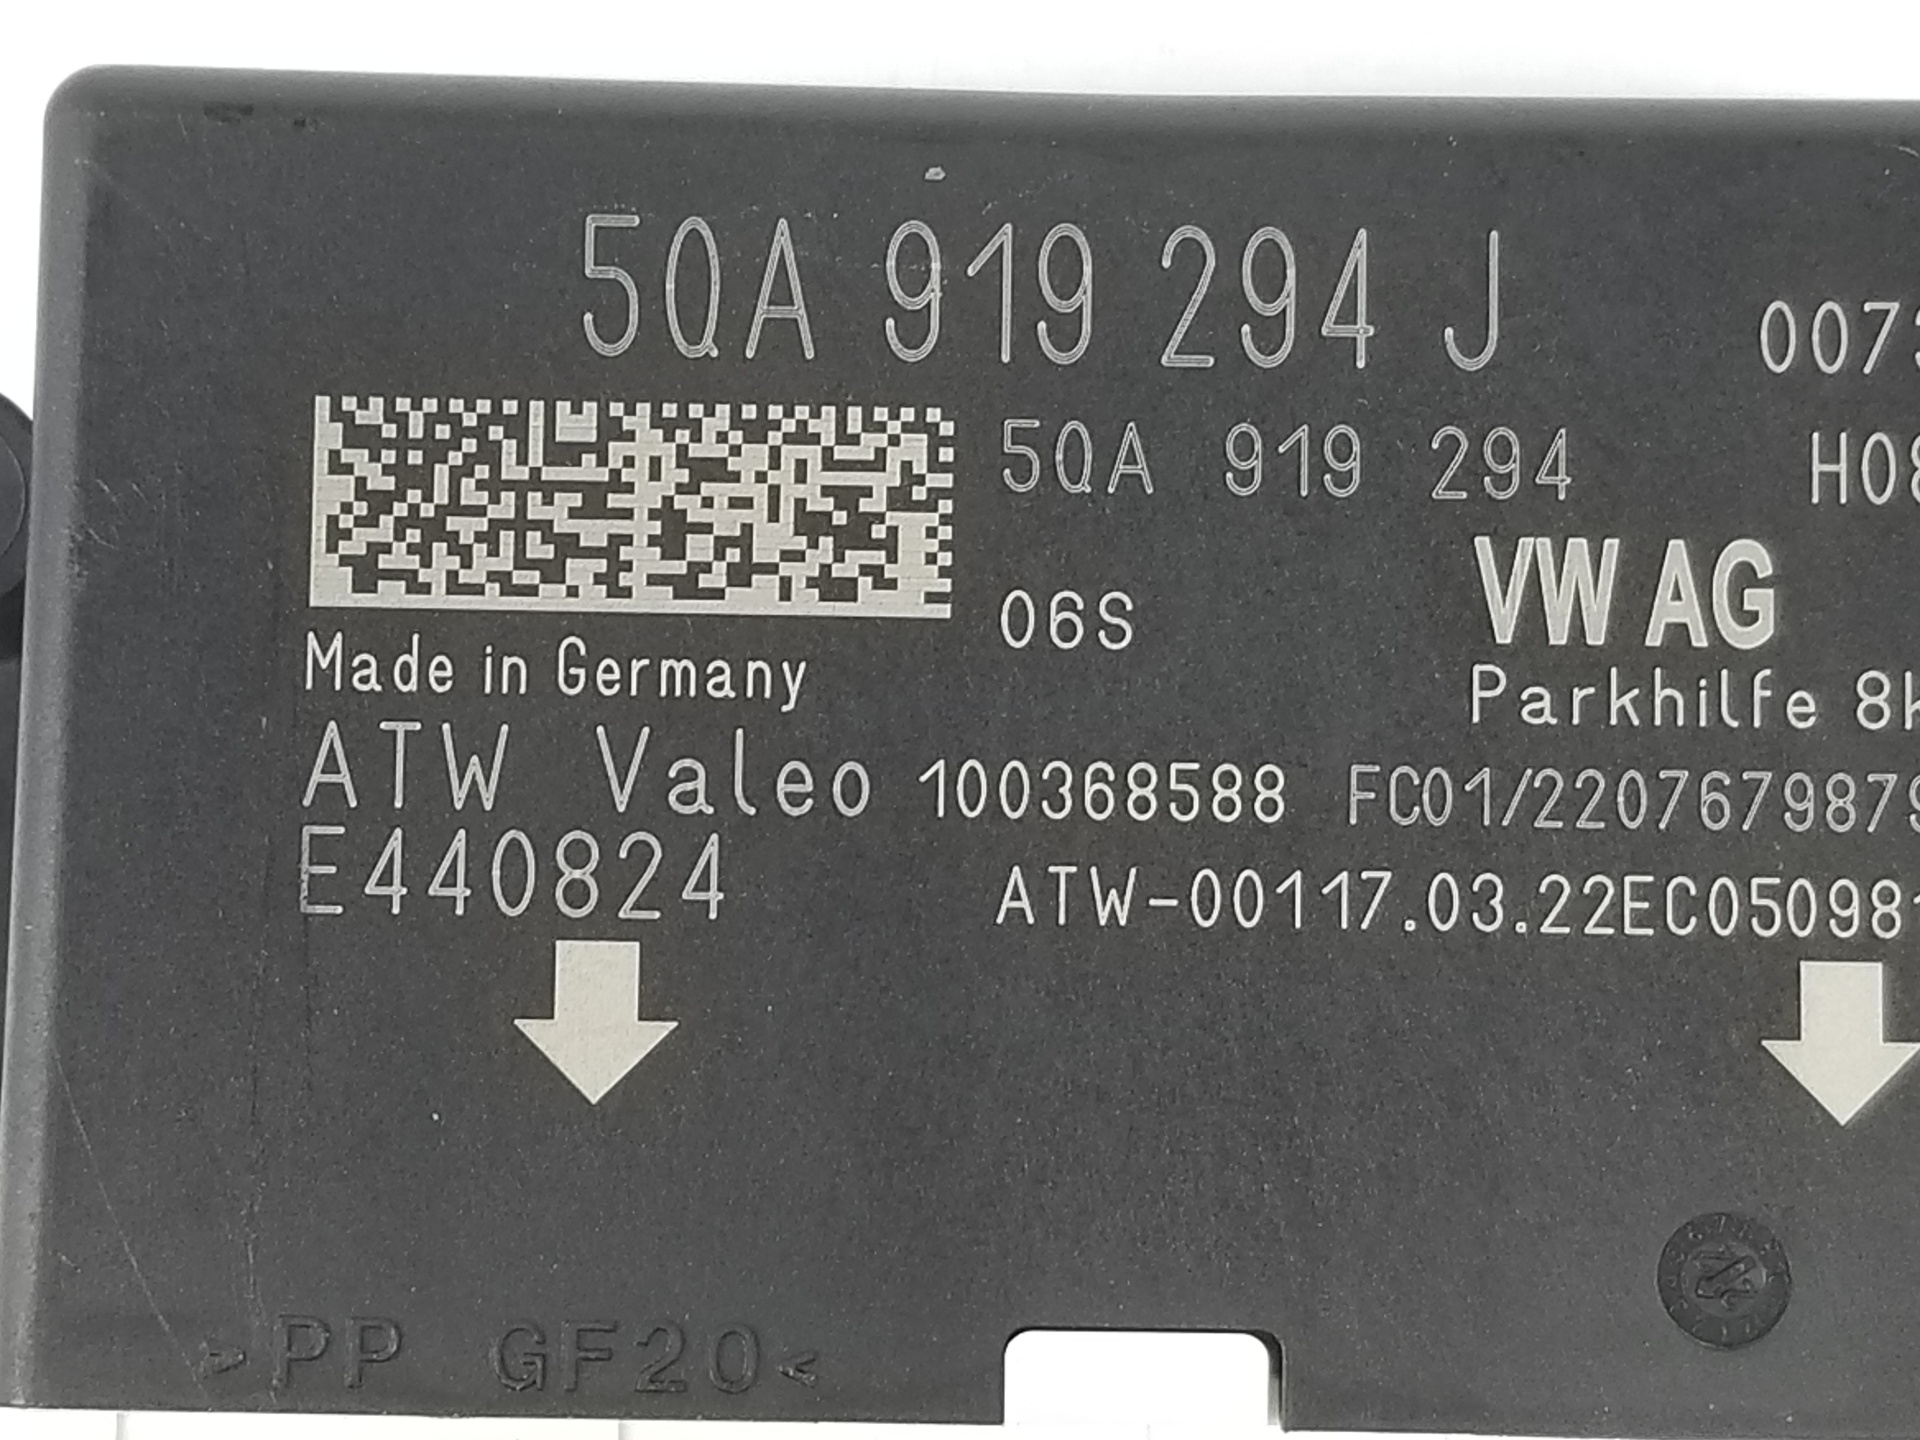 5QA 919 294 J
0073
5QA 919 294
H08
06S
VW AG
Made in Germany
Parkhilfe 8k
ATW Valeo 100368588 FC01/2207679879
E440824
ATW-00117.03.22EC050981
>PP GF20<